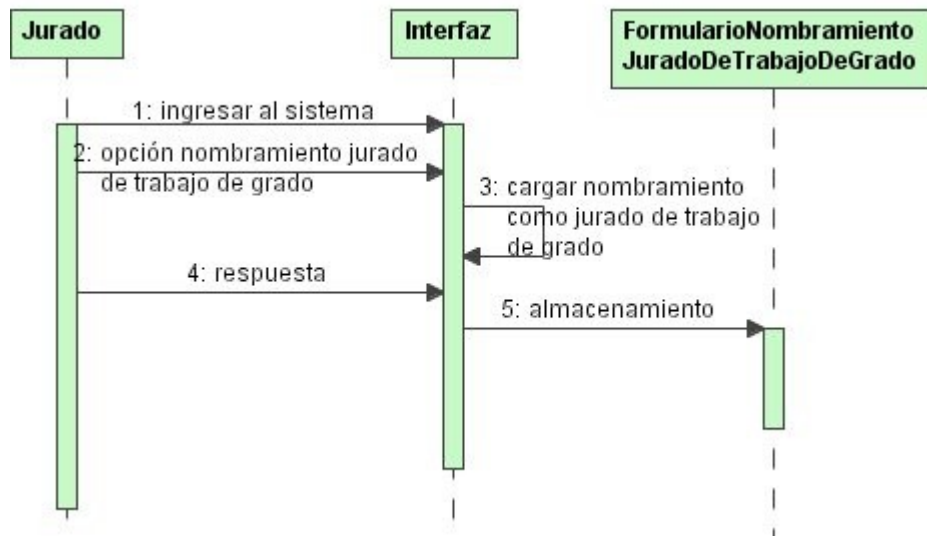 Jurado
Interfaz
FormularioNombramiento
JuradoDeTrabajoDeGrado
1: ingresar al sistema
2: opción nombramiento jurado
de trabajo de grado
3: cargar nombramiento
como jurado de trabajo
de grado
4: respuesta
5: almacenamiento